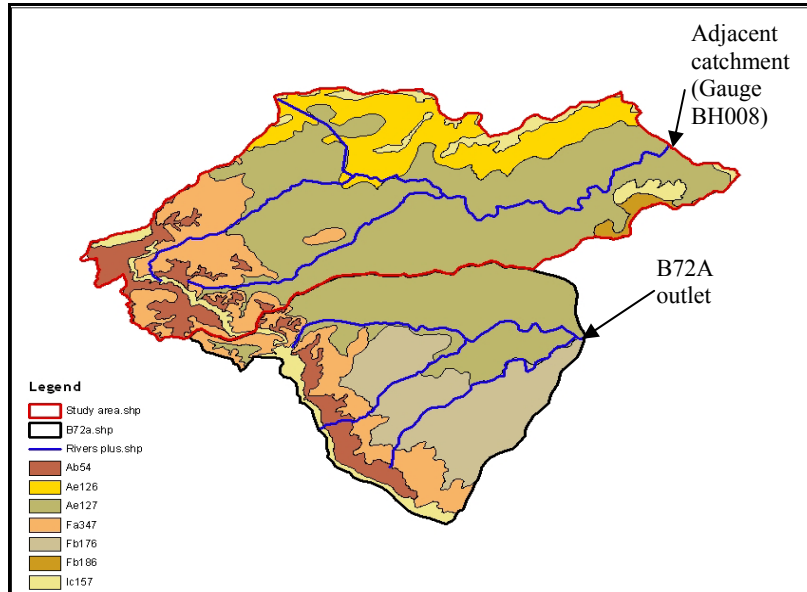 Adjacent
catchment
(Gauge
BH008)
B72A
outlet
Legend
Study area.shp
B72a.shp
Rivers plus.shp
Ab54
Ae126
Ae127
Fa347
Fb176
Fb186
Ic157